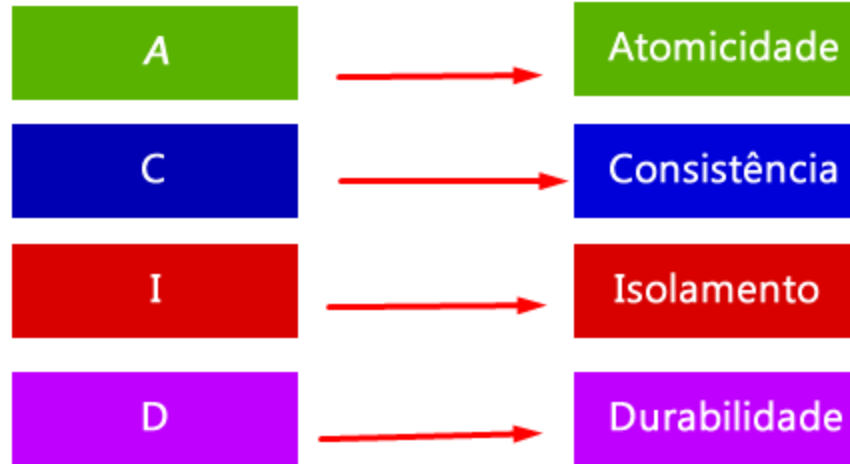 A
Atomicidade
C
Consistência
I
Isolamento
D
Durabilidade